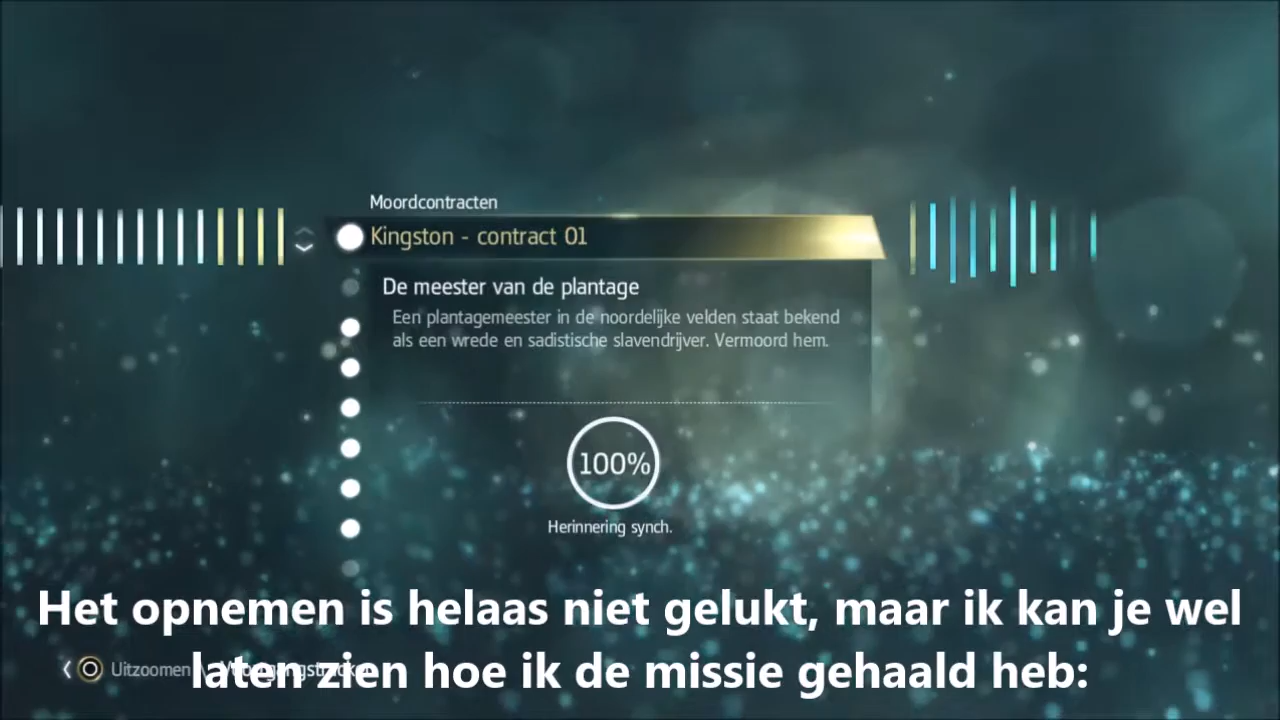 Moordcontracten
Kingston - contract 01
De meester van de plantage
Een plantagemeester in de noordelijke velden staat bekend
als een wrede en sadistische slavendrijver. Vermoord hem.
100%
Herinnering synch.
Het opnemen is helaas niet gelukt, maar ik kan je wel
Uitzoomen
laten zien hoe ik de missie gehaald heb: